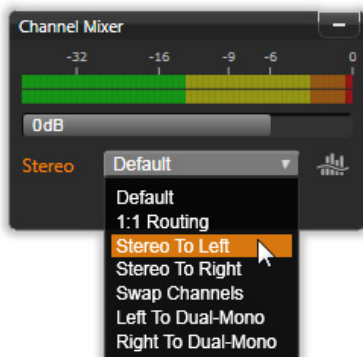 Channel Mixer
-32 -16 -9 -6 0
0dB
Stereo Default
Default
1:1 Routing
Stereo To Left
Stereo To Right
Swap Channels
Left To Dual-Mono
Right To Dual-Mono